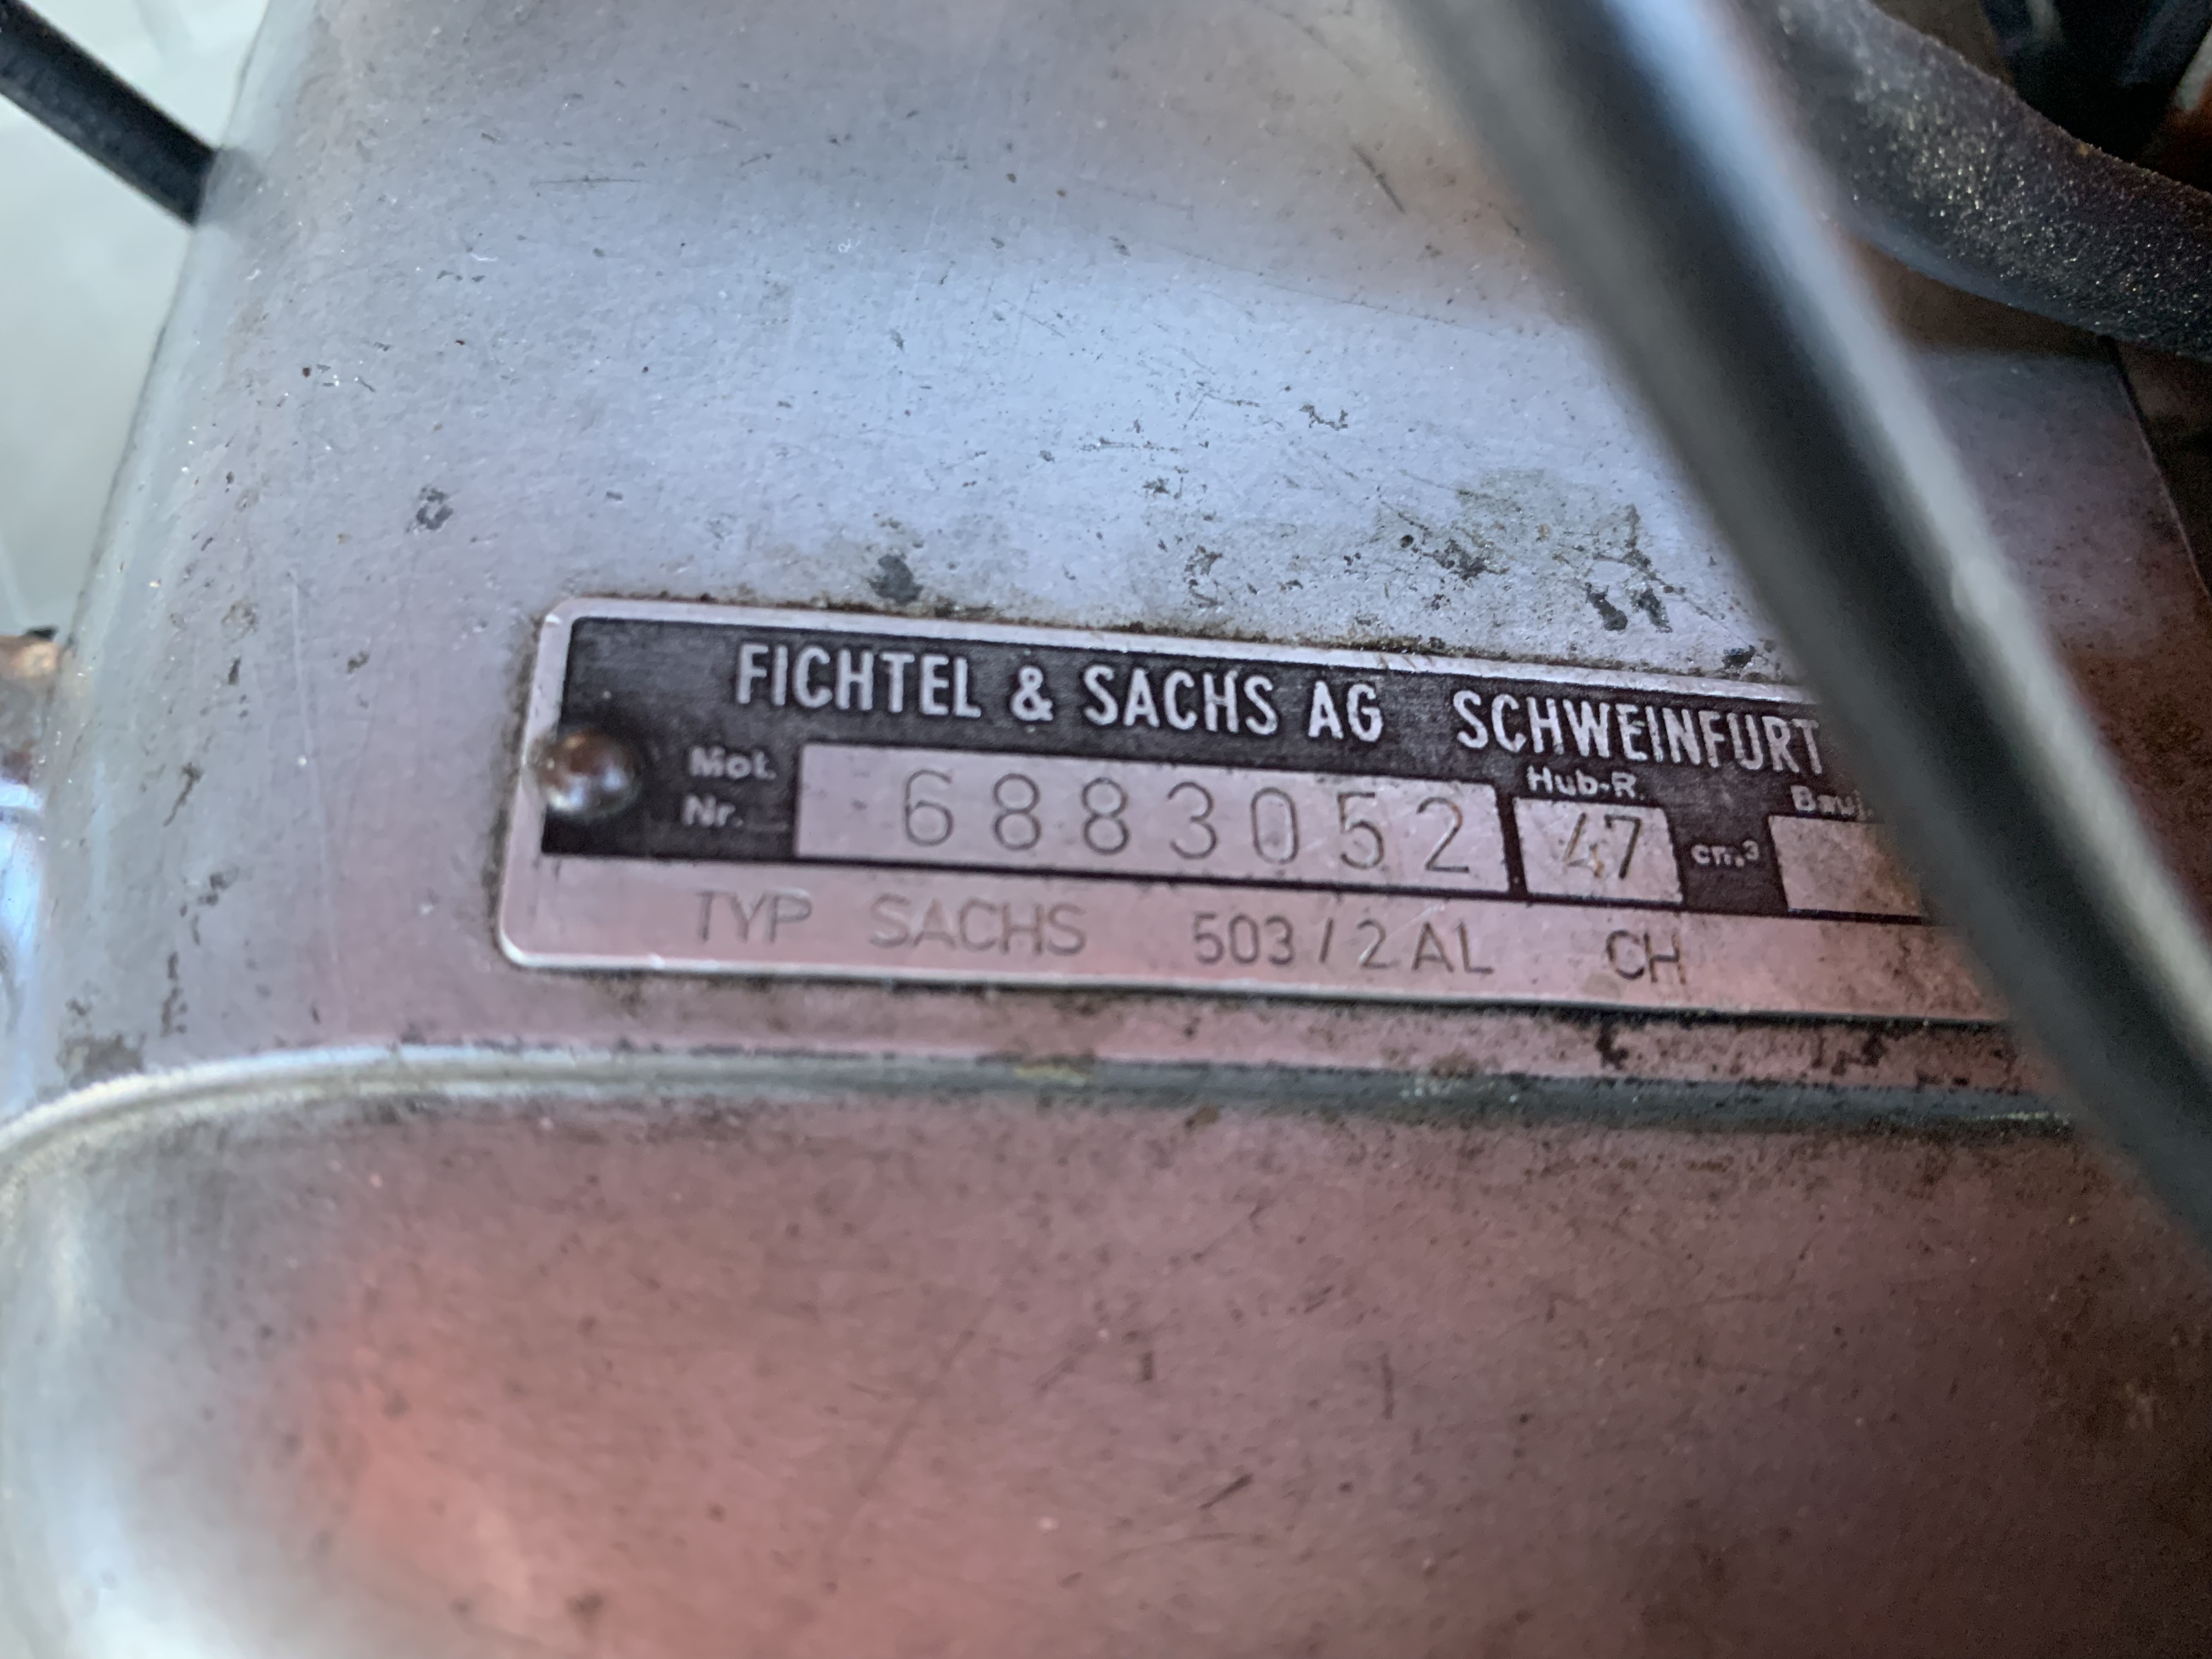 FICHTEL & SACHS AG SCHWEINFURT
Mot. Nr. 6883052 Hub-R. 47 cm³
TYP SACHS 503/2AL CH